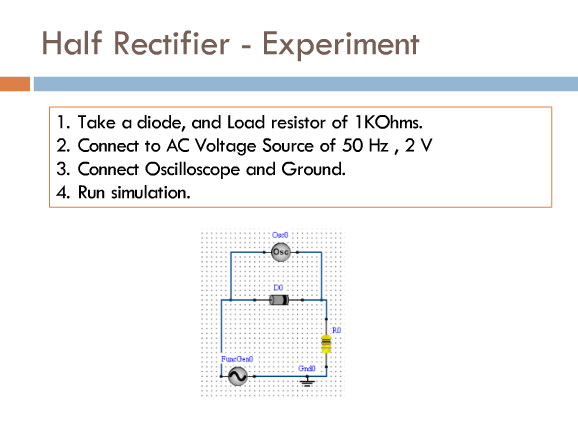 Half Rectifier - Experiment
1. Take a diode, and Load resistor of 1KOhms.
2. Connect to AC Voltage Source of 50 Hz , 2 V
3. Connect Oscilloscope and Ground.
4. Run simulation.
Osc0
Osc
D0
R0
FuncGen0
Gnd0